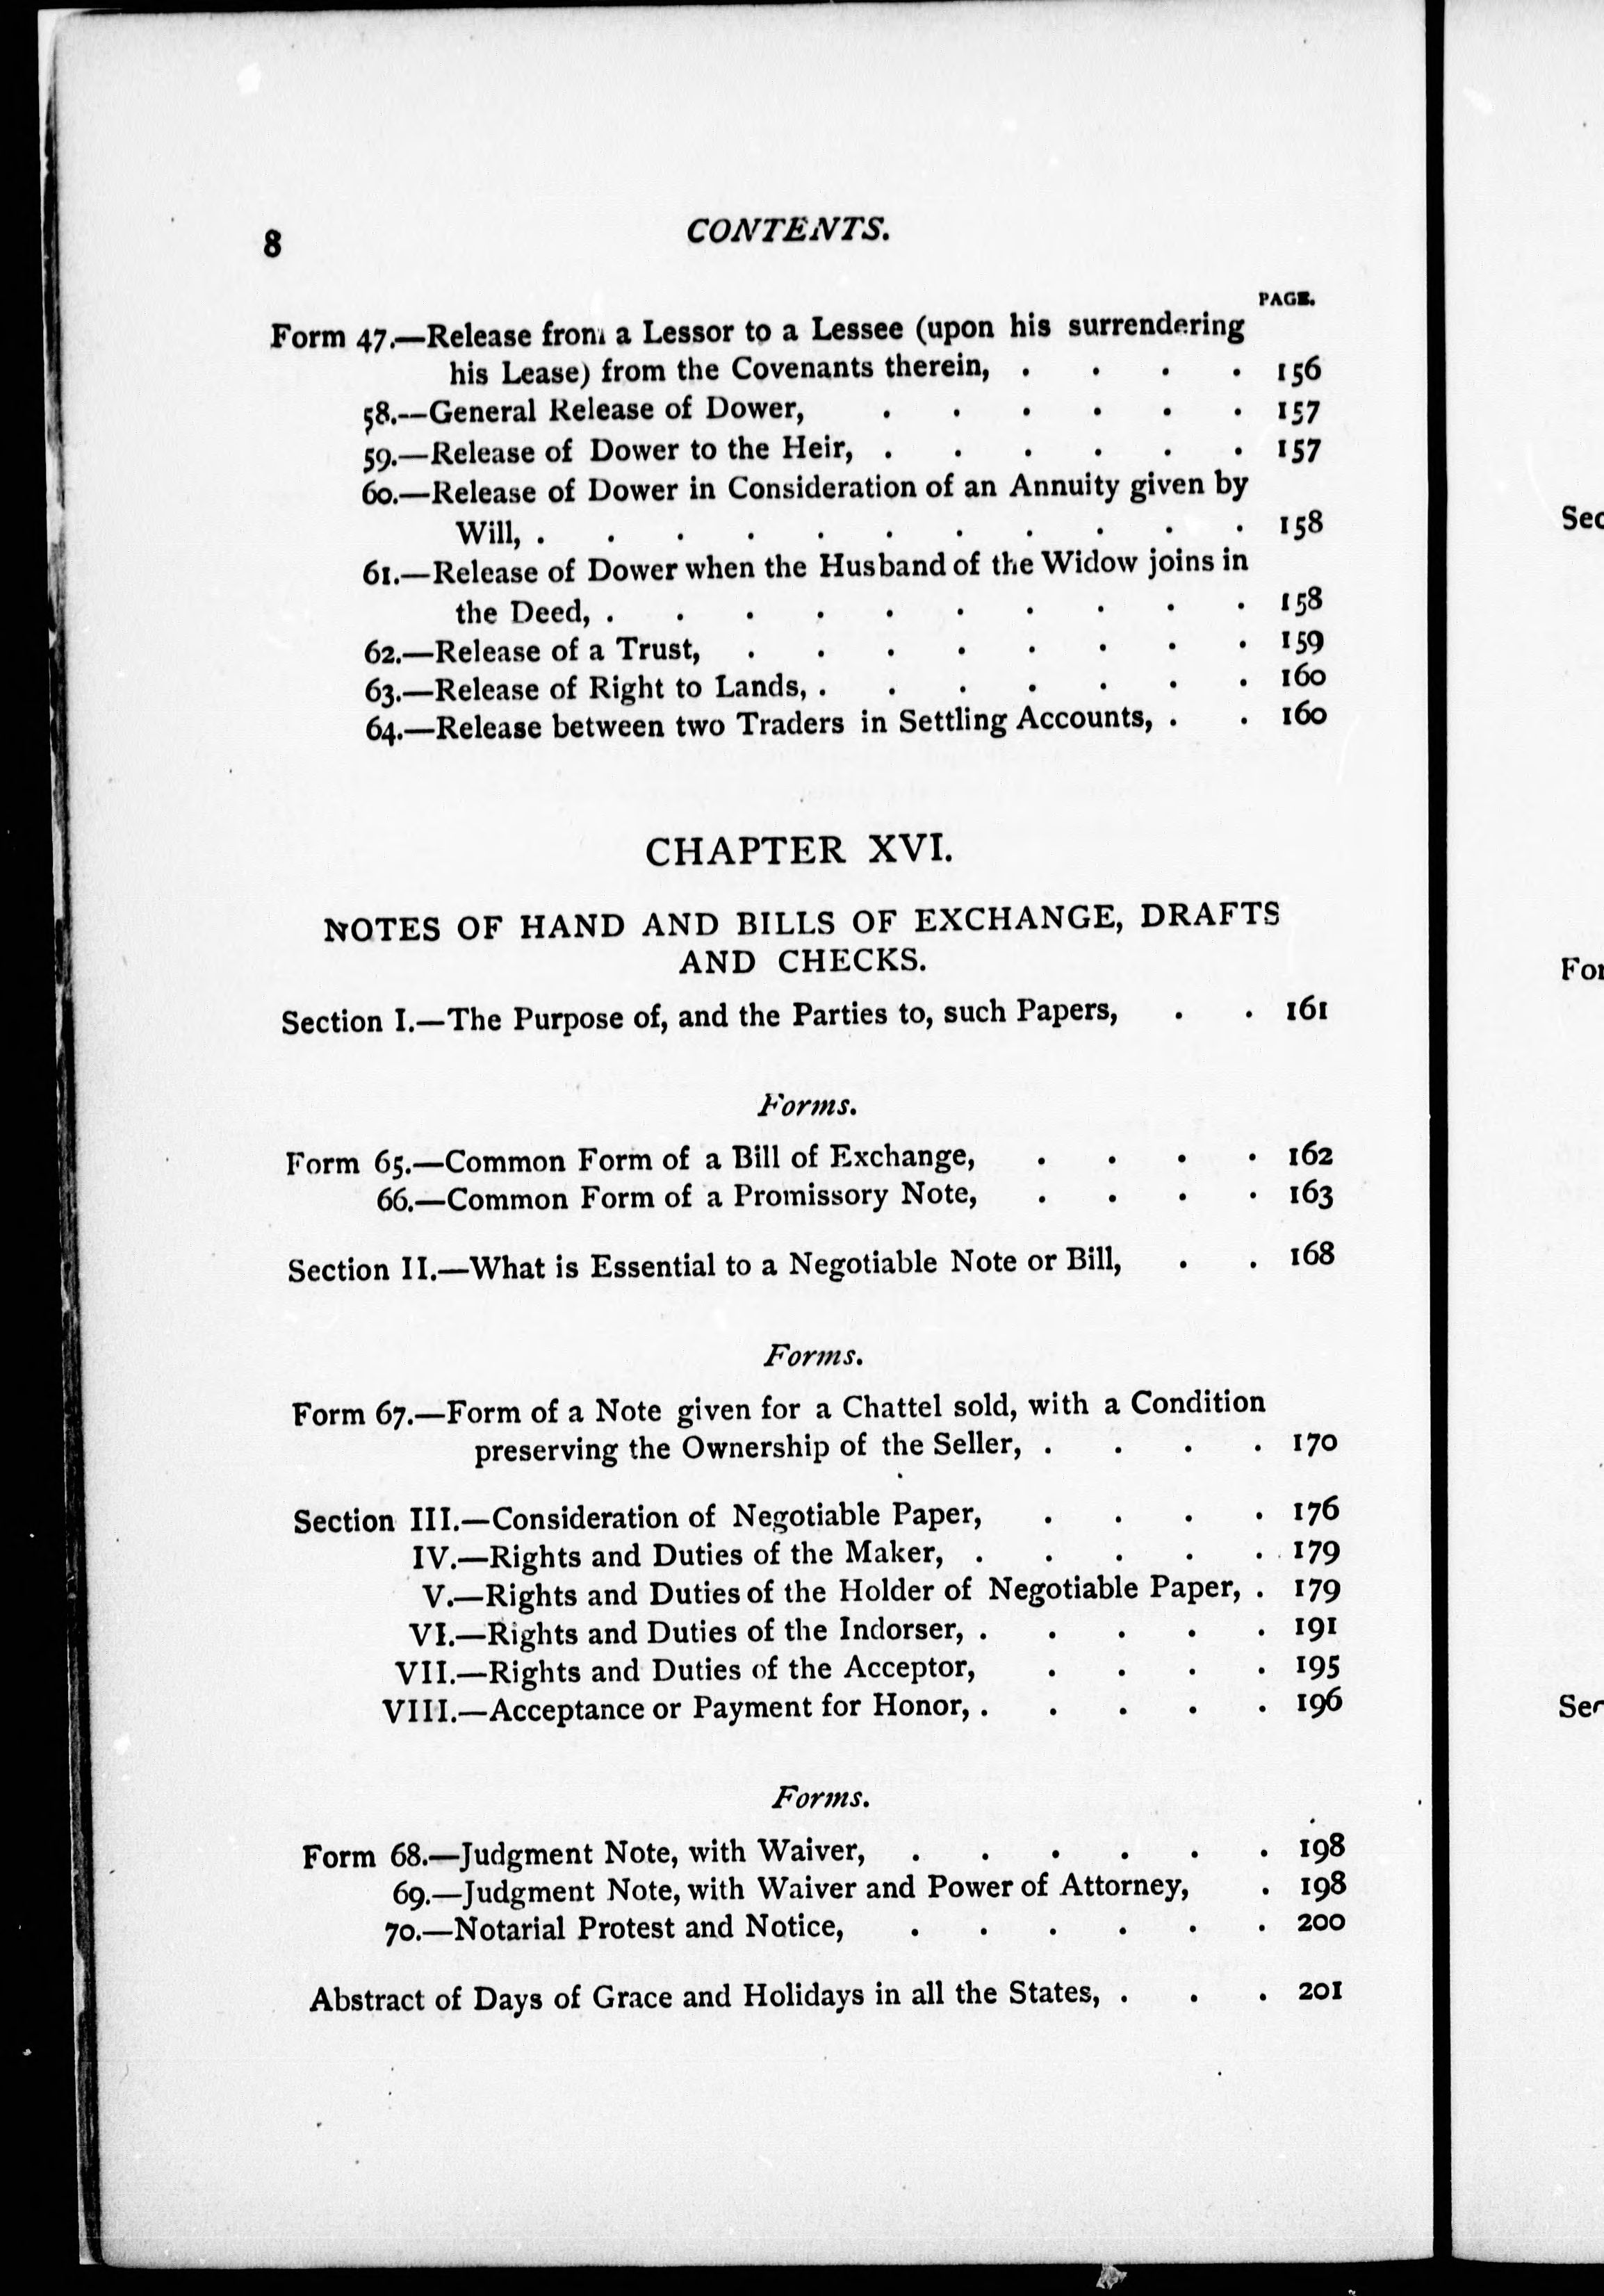 8
CONTENTS.
PAGE.
Form 47.—Release from a Lessor to a Lessee (upon his surrendering
his Lease) from the Covenants therein, . . . . 156
58.—General Release of Dower, . . . . . . 157
59.—Release of Dower to the Heir, . . . . . . 157
60.—Release of Dower in Consideration of an Annuity given by
Will, . . . . . . . . . . . 158
61.—Release of Dower when the Husband of the Widow joins in
the Deed, . . . . . . . . . . 158
62.—Release of a Trust, . . . . . . . . 159
63.—Release of Right to Lands, . . . . . . . 160
64.—Release between two Traders in Settling Accounts, . . 160
CHAPTER XVI.
NOTES OF HAND AND BILLS OF EXCHANGE, DRAFTS
AND CHECKS.
Section I.—The Purpose of, and the Parties to, such Papers, . . 161
Forms.
Form 65.—Common Form of a Bill of Exchange, . . . . 162
66.—Common Form of a Promissory Note, . . . . 163
Section II.—What is Essential to a Negotiable Note or Bill, . . 168
Forms.
Form 67.—Form of a Note given for a Chattel sold, with a Condition
preserving the Ownership of the Seller, . . . . 170
Section III.—Consideration of Negotiable Paper, . . . . 176
IV.—Rights and Duties of the Maker, . . . . . 179
V.—Rights and Duties of the Holder of Negotiable Paper, . 179
VI.—Rights and Duties of the Indorser, . . . . . 191
VII.—Rights and Duties of the Acceptor, . . . . 195
VIII.—Acceptance or Payment for Honor, . . . . . 196
Forms.
Form 68.—Judgment Note, with Waiver, . . . . . . 198
69.—Judgment Note, with Waiver and Power of Attorney, . 198
70.—Notarial Protest and Notice, . . . . . . 200
Abstract of Days of Grace and Holidays in all the States, . . . 201